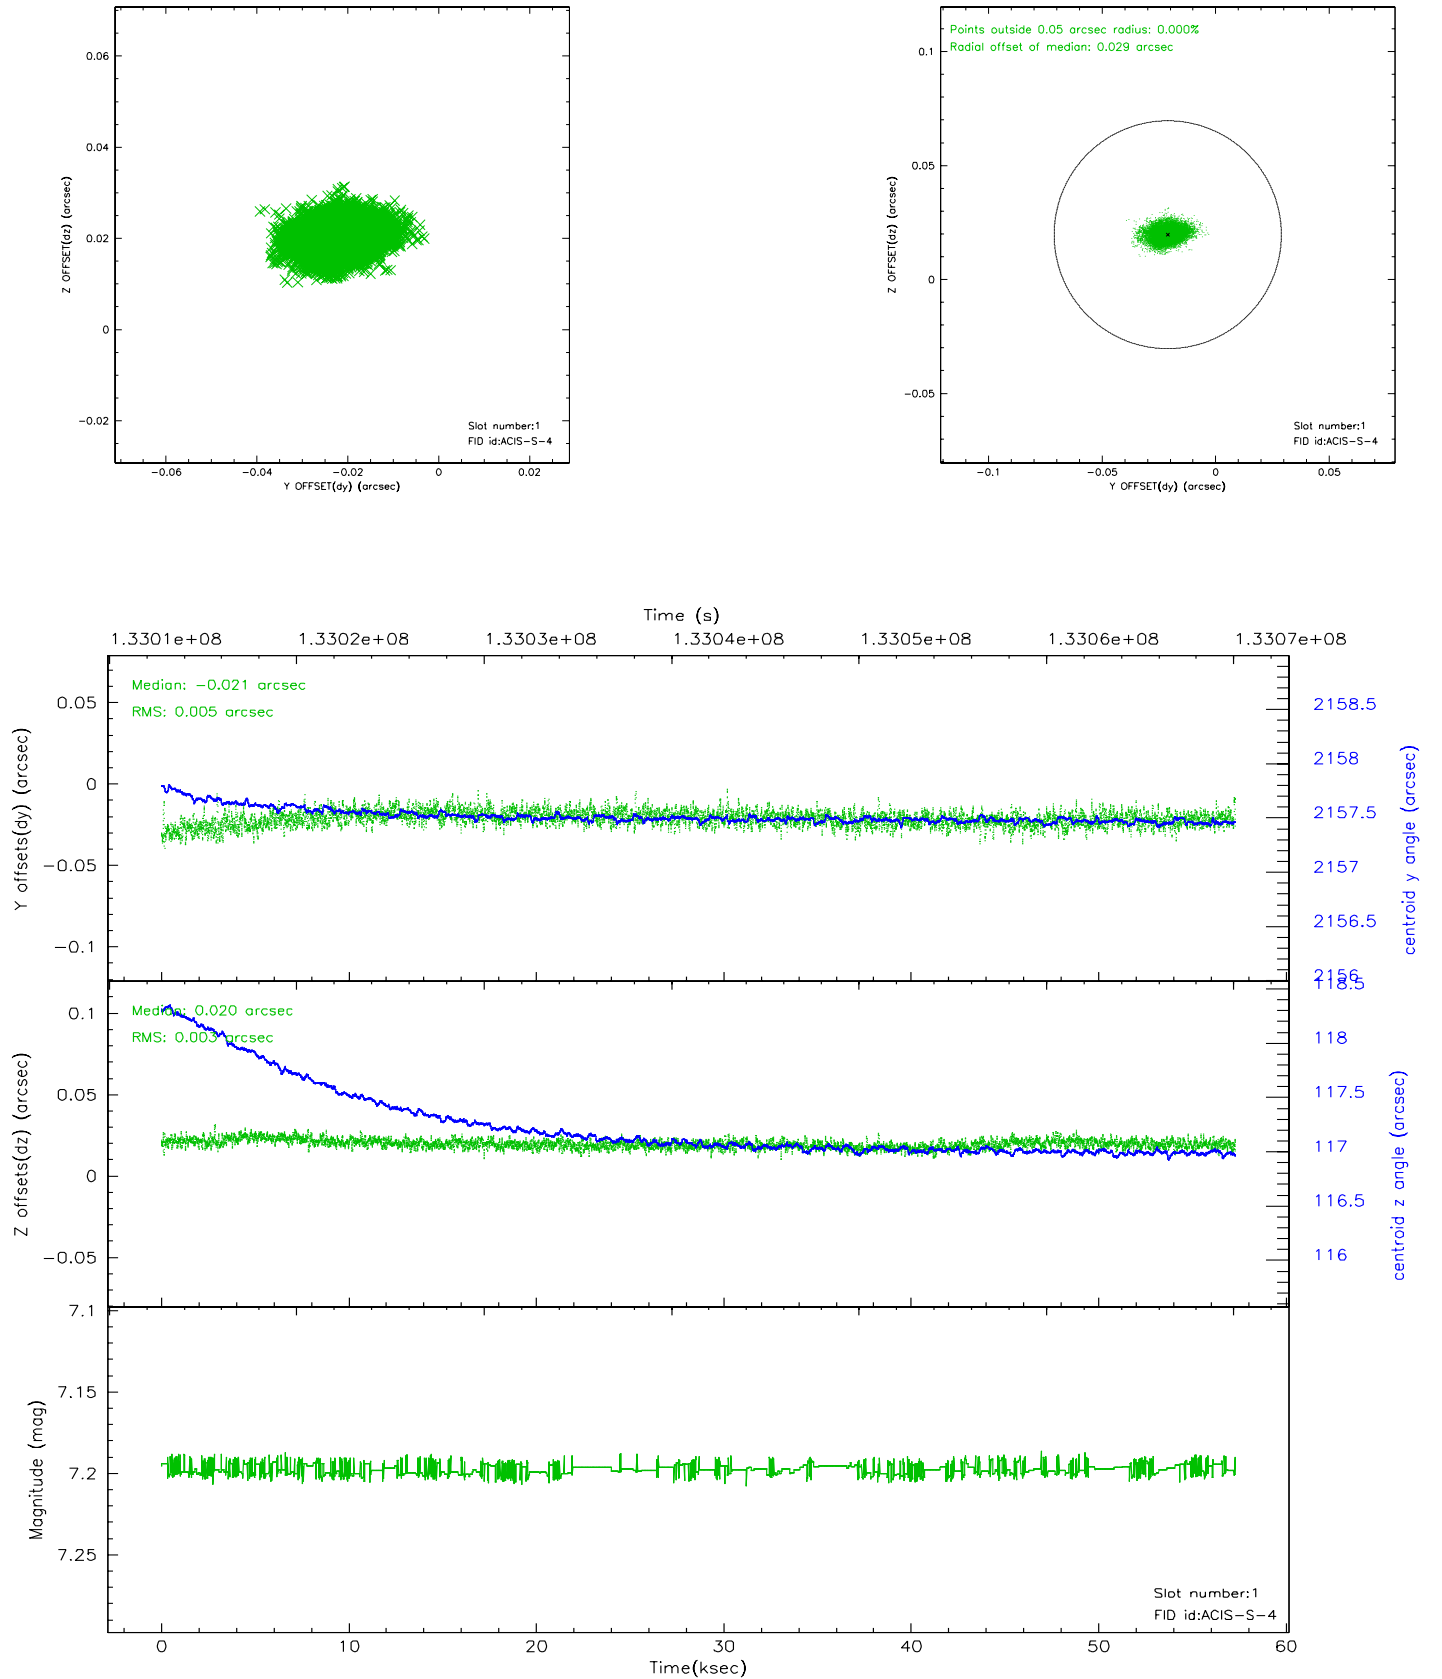 0.06
0.04
0.02
0
−0.02
Z OFFSET(dz) (arcsec)
Slot number:1
FID id:ACIS−S−4
−0.06
−0.04
−0.02
0
0.02
Y OFFSET(dy) (arcsec)
Points outside 0.05 arcsec radius: 0.000%
Radial offset of median: 0.029 arcsec
0.1
0.05
0
−0.05
Z OFFSET(dz) (arcsec)
Slot number:1
FID id:ACIS−S−4
−0.1
−0.05
0
0.05
Y OFFSET(dy) (arcsec)
Time (s)
1.3301e+08
1.3302e+08
1.3303e+08
1.3304e+08
1.3305e+08
1.3306e+08
1.3307e+08
Median: −0.021 arcsec
RMS: 0.005 arcsec
0.05
0
−0.05
−0.1
Y offsets(dy) (arcsec)
2158.5
2158
2157.5
2157
2156.5
2156
centroid y angle (arcsec)
Median: 0.020 arcsec
RMS: 0.003 arcsec
0.1
0.05
0
−0.05
Z offsets(dz) (arcsec)
118.5
118
117.5
117
116.5
116
centroid z angle (arcsec)
7.1
7.15
7.2
7.25
Magnitude (mag)
Slot number:1
FID id:ACIS−S−4
0
10
20
30
40
50
60
Time(ksec)